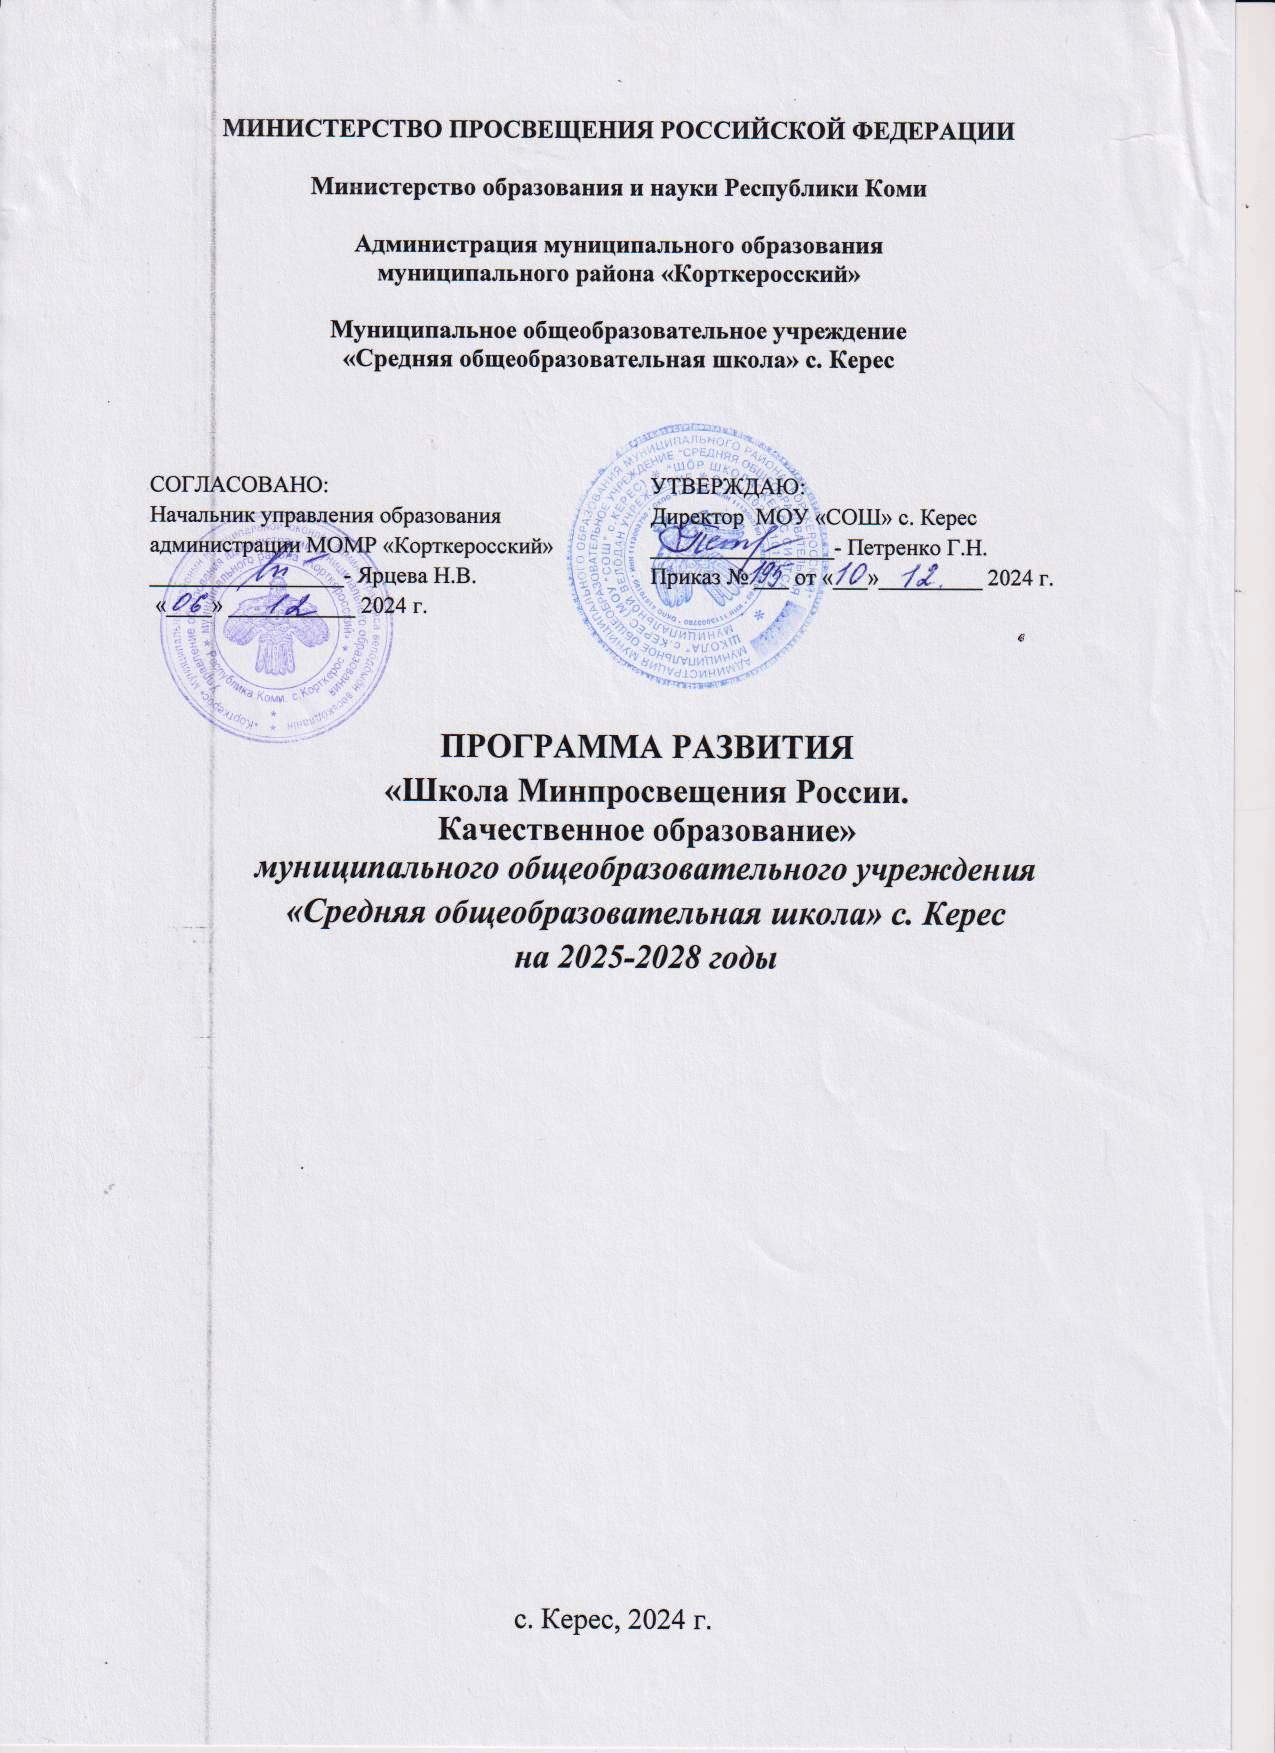 МИНИСТЕРСТВО ПРОСВЕЩЕНИЯ РОССИЙСКОЙ ФЕДЕРАЦИИ
Министерство образования и науки Республики Коми
Администрация муниципального образования
муниципального района «Корткеросский»
Муниципальное общеобразовательное учреждение
«Средняя общеобразовательная школа» с. Керес
СОГЛАСОВАНО:
Начальник управления образования
администрации МОМР «Корткеросский»
- Ярцева Н.В.
«06» 12 2024 г.
УТВЕРЖДАЮ:
Директор МОУ «СОШ» с. Керес
- Петренко Г.Н.
Приказ № 195 от «10» 12. 2024 г.
Республика Коми. с. Корткерос
ПРОГРАММА РАЗВИТИЯ
«Школа Минпросвещения России.
Качественное образование»
муниципального общеобразовательного учреждения
«Средняя общеобразовательная школа» с. Керес
на 2025-2028 годы
с. Керес, 2024 г.